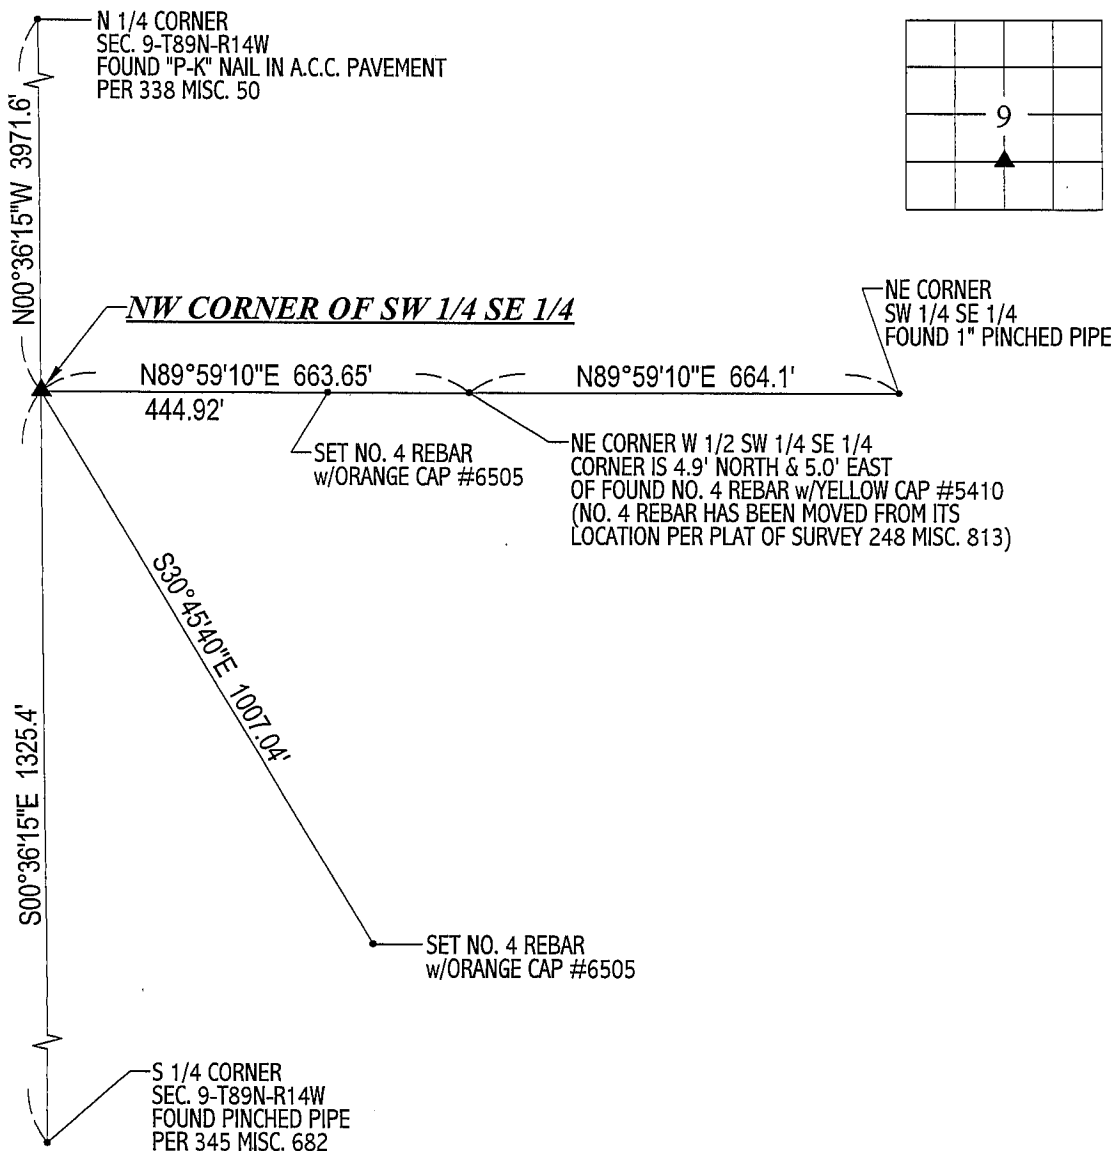 N 1/4 CORNER
SEC. 9-T89N-R14W
FOUND "P-K" NAIL IN A.C.C. PAVEMENT
PER 338 MISC. 50
9
N00°36'15"W 3971.6'
NW CORNER OF SW 1/4 SE 1/4
NE CORNER
SW 1/4 SE 1/4
FOUND 1" PINCHED PIPE
N89°59'10"E 663.65'
N89°59'10"E 664.1'
444.92'
SET NO. 4 REBAR
w/ORANGE CAP #6505
NE CORNER W 1/2 SW 1/4 SE 1/4
CORNER IS 4.9' NORTH & 5.0' EAST
OF FOUND NO. 4 REBAR w/YELLOW CAP #5410
(NO. 4 REBAR HAS BEEN MOVED FROM ITS
LOCATION PER PLAT OF SURVEY 248 MISC. 813)
S30°45'40"E 1007.04'
S00°36'15"E 1325.4'
SET NO. 4 REBAR
w/ORANGE CAP #6505
S 1/4 CORNER
SEC. 9-T89N-R14W
FOUND PINCHED PIPE
PER 345 MISC. 682